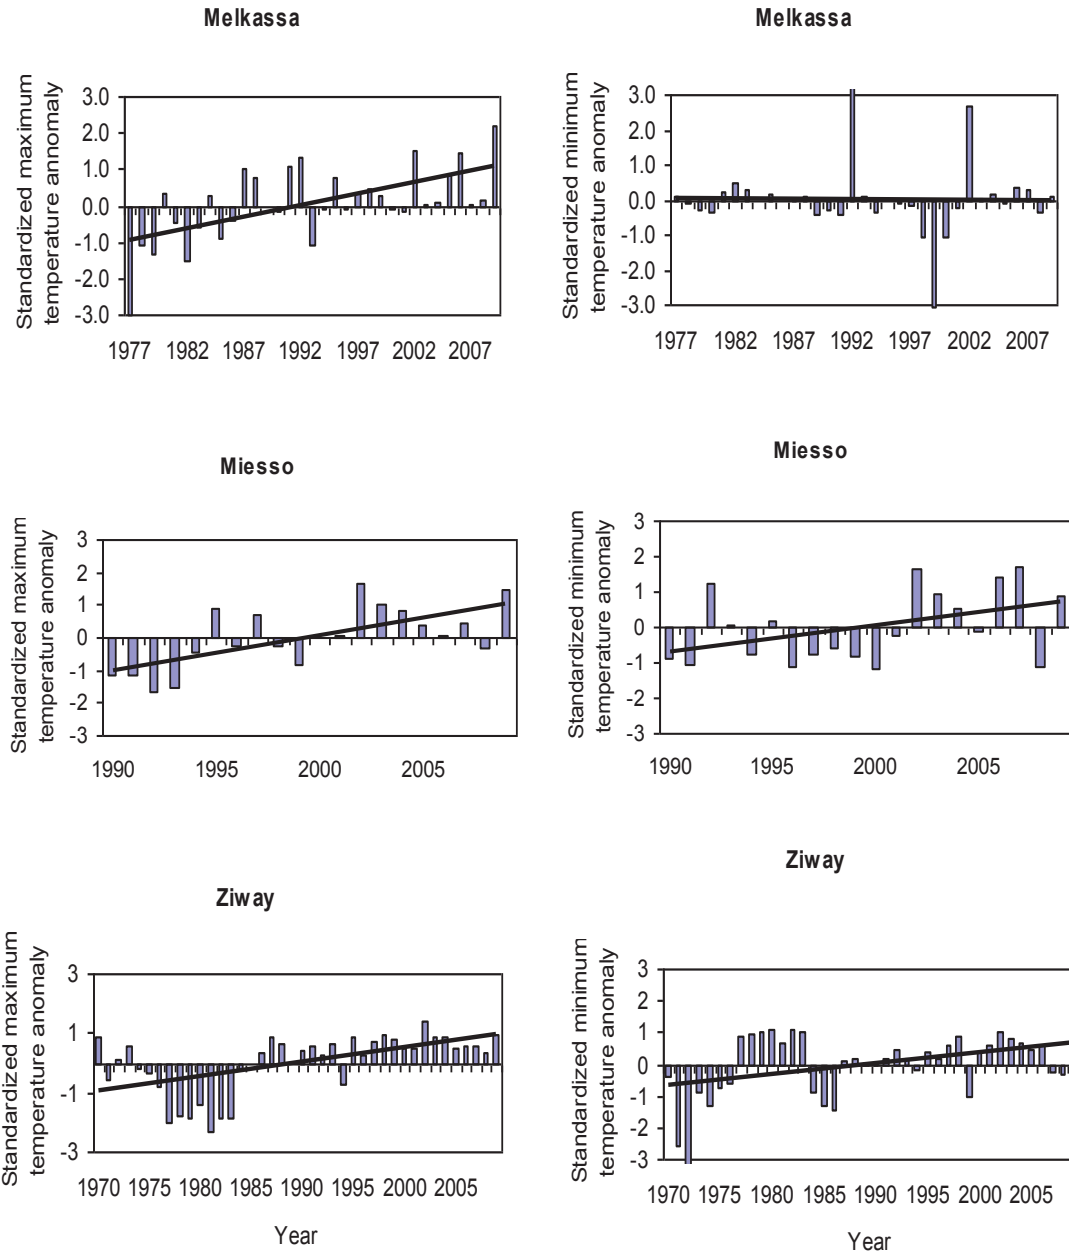 Melkassa
Standardized maximum
temperature annomaly
3.0
2.0
1.0
0.0
-1.0
-2.0
-3.0
1977 1982 1987 1992 1997 2002 2007
Melkassa
Standardized minimum
temperature anomaly
3.0
2.0
1.0
0.0
-1.0
-2.0
-3.0
1977 1982 1987 1992 1997 2002 2007
Miesso
Standardized maximum
temperature anomaly
3
2
1
0
-1
-2
-3
1990 1995 2000 2005
Miesso
Standardized minimum
temperature anomaly
3
2
1
0
-1
-2
-3
1990 1995 2000 2005
Ziway
Standardized maximum
temperature anomaly
3
1
-1
-3
1970 1975 1980 1985 1990 1995 2000 2005
Year
Ziway
Standardized minimum
temperature anomaly
3
2
1
0
-1
-2
-3
1970 1975 1980 1985 1990 1995 2000 2005
Year